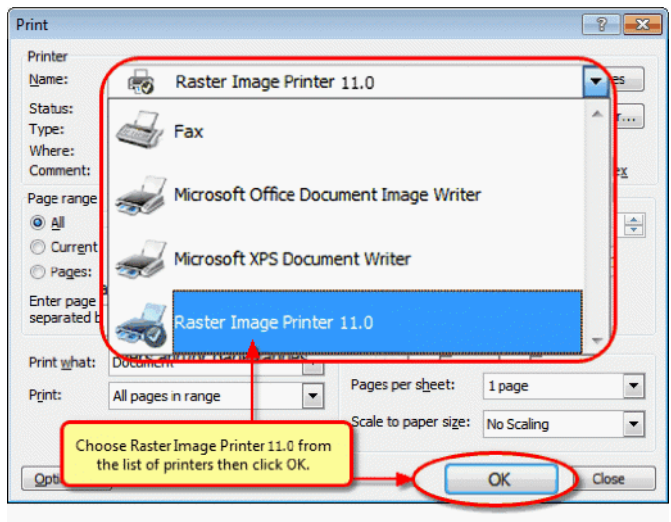 Print
Printer
Name:
Raster Image Printer 11.0
Status:
Fax
Type:
Where:
Comment:
Microsoft Office Document Image Writer
Page range
All
Current
Microsoft XPS Document Writer
Pages:
Enter page
separated b
Raster Image Printer 11.0
Print what:
Document
Print:
All pages in range
Pages per sheet:
1 page
Scale to paper size:
No Scaling
Choose Raster Image Printer 11.0 from
the list of printers then click OK.
OK
Close